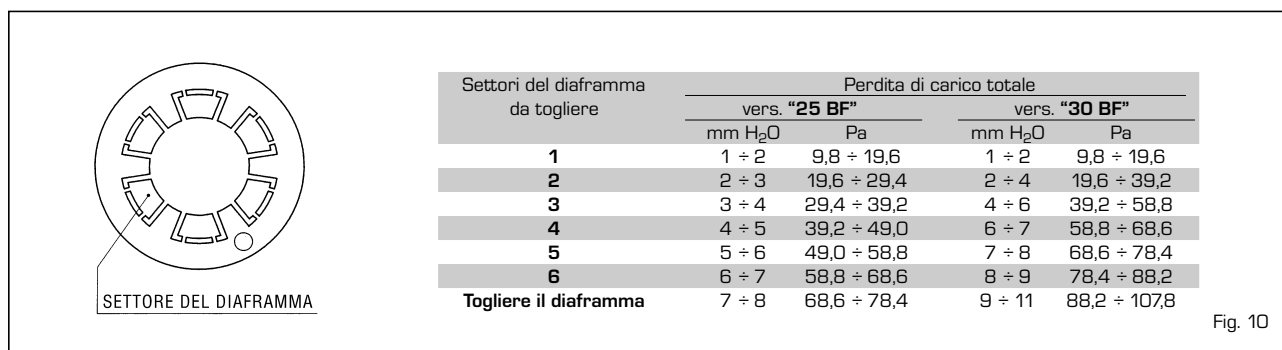 SETTORE DEL DIAFRAMMA
Settori del diaframma Perdita di carico totale
da togliere vers. “25 BF” vers. “30 BF”
mm H₂O Pa mm H₂O Pa
1 1 ÷ 2 9,8 ÷ 19,6 1 ÷ 2 9,8 ÷ 19,6
2 2 ÷ 3 19,6 ÷ 29,4 2 ÷ 4 19,6 ÷ 39,2
3 3 ÷ 4 29,4 ÷ 39,2 4 ÷ 6 39,2 ÷ 58,8
4 4 ÷ 5 39,2 ÷ 49,0 6 ÷ 7 58,8 ÷ 68,6
5 5 ÷ 6 49,0 ÷ 58,8 7 ÷ 8 68,6 ÷ 78,4
6 6 ÷ 7 58,8 ÷ 68,6 8 ÷ 9 78,4 ÷ 88,2
Togliere il diaframma 7 ÷ 8 68,6 ÷ 78,4 9 ÷ 11 88,2 ÷ 107,8
Fig. 10